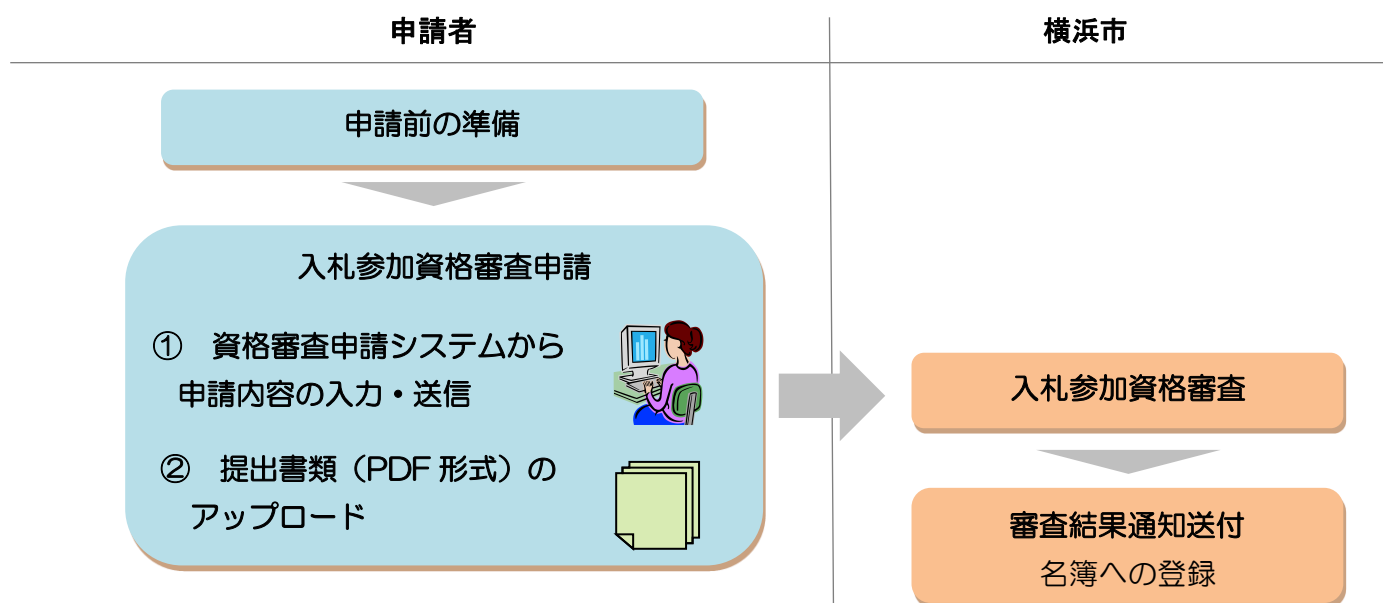 申請者
横浜市
申請前の準備
入札参加資格審査申請
① 資格審査申請システムから
申請内容の入力・送信
② 提出書類（PDF 形式）の
アップロード
入札参加資格審査
審査結果通知送付
名簿への登録